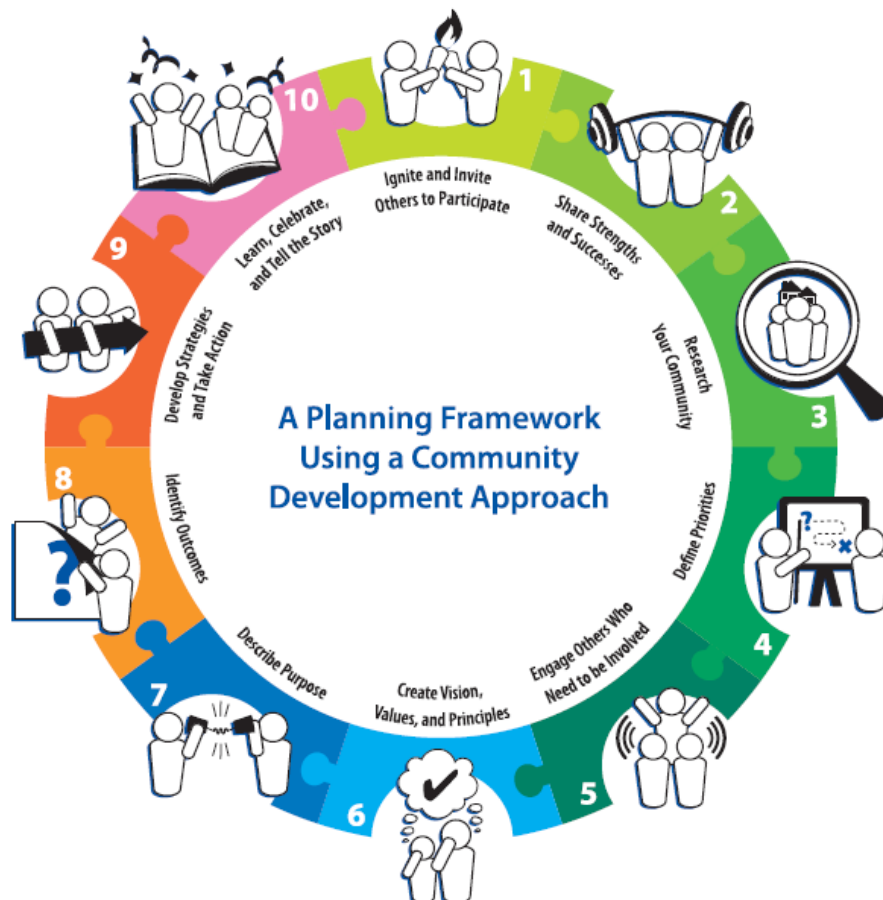 A Planning Framework
Using a Community
Development Approach
1
Ignite and Invite
Others to Participate
2
Share Strengths
and Successes
3
Research
Your Community
4
Define Priorities
5
Engage Others Who
Need to be Involved
6
Create Vision,
Values, and Principles
7
Describe Purpose
8
Identify Outcomes
?
9
Develop Strategies
and Take Action
10
Learn, Celebrate,
and Tell the Story
?